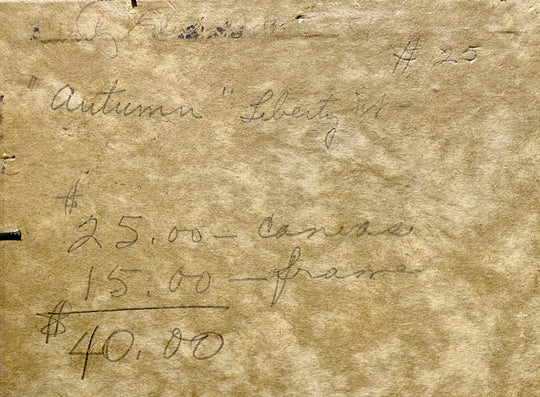 # 25
"Autumn" Liberty
$
25.00 — canvas
15.00 — frame
$ 40.00